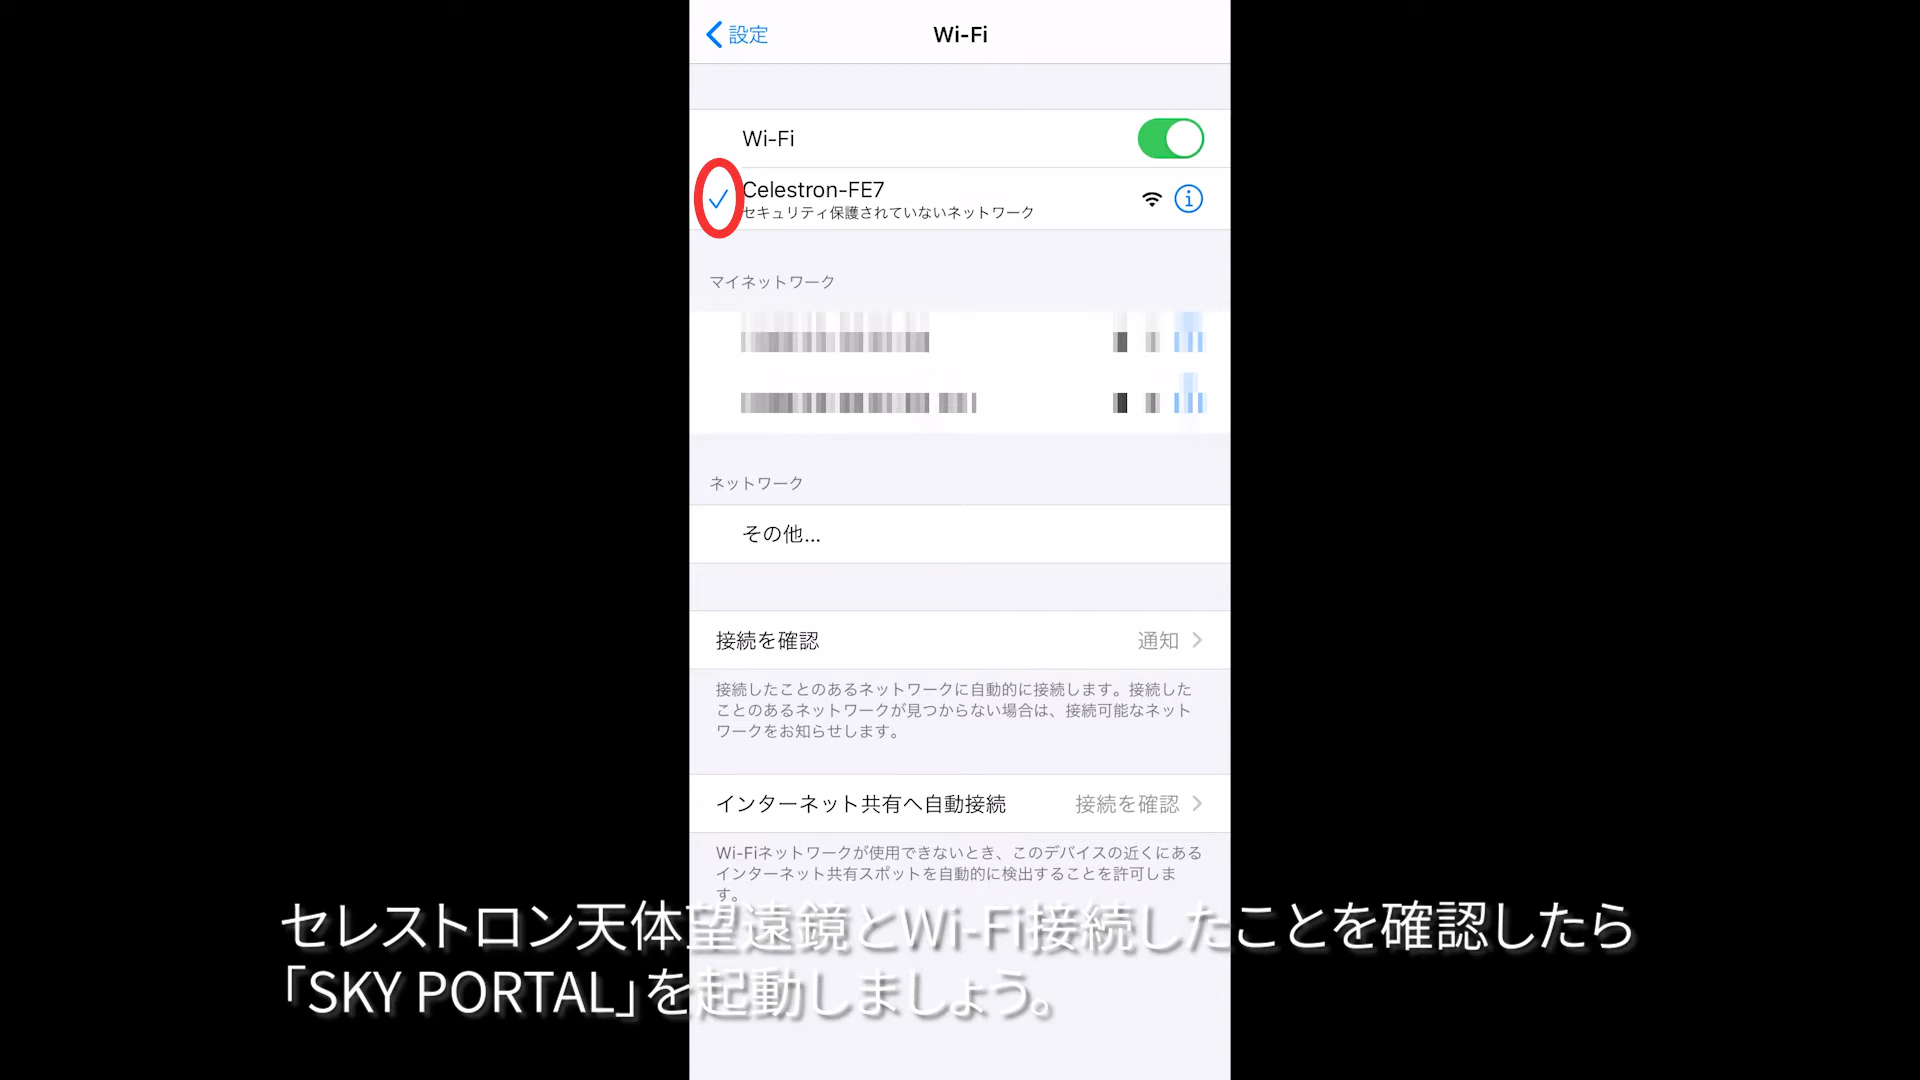 設定
Wi-Fi
Wi-Fi
Celestron-FE7
セキュリティ保護されていないネットワーク
マイネットワーク
ネットワーク
その他...
接続を確認 通知
接続したことのあるネットワークに自動的に接続します。接続した
ことのあるネットワークが見つからない場合は、接続可能なネット
ワークをお知らせします。
インターネット共有へ自動接続 接続を確認
Wi-Fiネットワークが使用できないとき、このデバイスの近くにある
インターネット共有スポットを自動的に検出することを許可しま
す。
セレストロン天体望遠鏡とWi-Fi接続したことを確認したら
「SKY PORTAL」を起動しましょう。